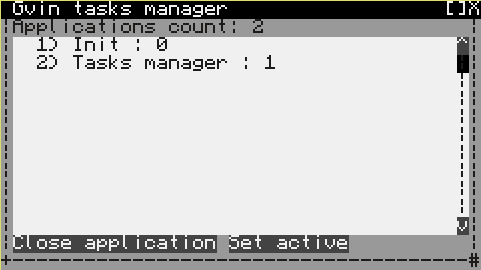 Gvin tasks manager []X
Applications count: 2
1) Init : 0
2) Tasks manager : 1
Close application Set active